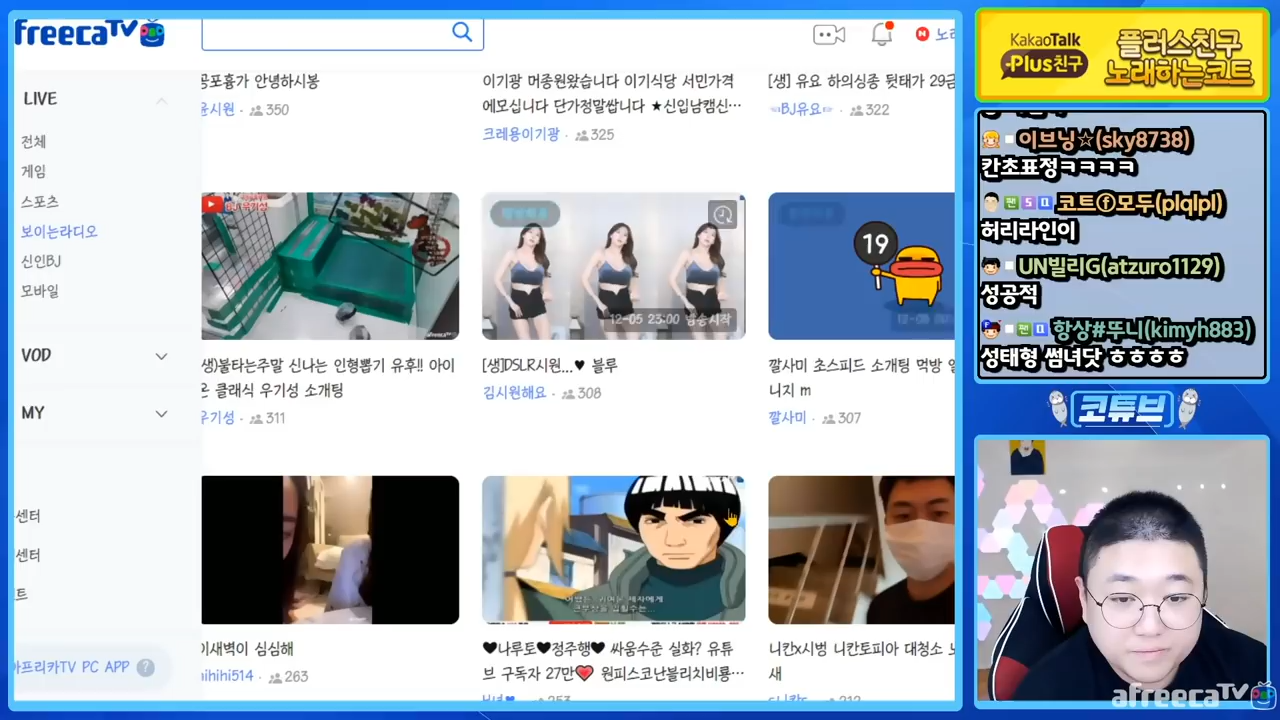 freecaTV
노래
LIVE
전체
게임
스포츠
보이는라디오
신인BJ
모바일
VOD
MY
센터
센터
트
아프리카TV PC APP ?
공포흉가 안녕하시봉
윤시원 · 350
이기광 머종원왔습니다 이기식당 서민가격
에모십니다 단가정말쌉니다 ★신입남캠신…
크레용이기광 · 325
[생] 유요 하의싱종 뒷태가 29금
BJ유요 · 322
생)불타는주말 신나는 인형뽑기 유후!! 아이
은 클래식 우기성 소개팅
우기성 · 311
12-05 23:00 방송시작
[생]DSLR시원...♥ 블루
김시원해요 · 308
19
깔사미 초스피드 소개팅 먹방 얼
니지 m
깔사미 · 307
이새벽이 심심해
hihi514 · 263
♥나루토♥정주행♥ 싸움수준 실화? 유튜
브 구독자 27만❤ 원피스코난블리치비룡…
니칸x시벙 니칸토피아 대청소 노
새
KakaoTalk
Plus친구
플러스친구
노래하는코트
이브닝☆(sky8738)
칸초표정ㅋㅋㅋㅋ
팬 S Q 코트ⓕ모두(plqlpl)
허리라인이
UN빌리G(atzuro1129)
성공적
팬 Q 항상#뚜니(kimyh883)
성태형 썸녀닷 ㅎㅎㅎㅎ
코튜브
afreecaTV